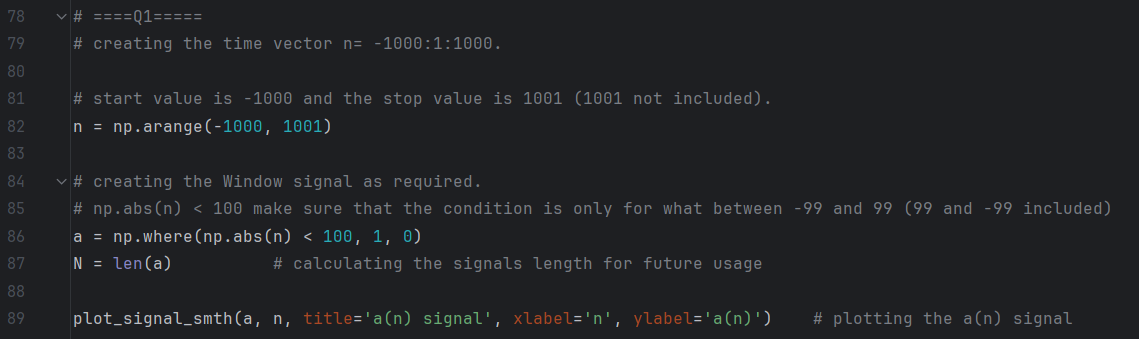 78 # ====Q1=====
79 # creating the time vector n= -1000:1:1000.
80
81 # start value is -1000 and the stop value is 1001 (1001 not included).
82 n = np.arange(-1000, 1001)
83
84 # creating the Window signal as required.
85 # np.abs(n) < 100 make sure that the condition is only for what between -99 and 99 (99 and -99 included)
86 a = np.where(np.abs(n) < 100, 1, 0)
87 N = len(a)          # calculating the signals length for future usage
88
89 plot_signal_smth(a, n, title='a(n) signal', xlabel='n', ylabel='a(n)')    # plotting the a(n) signal